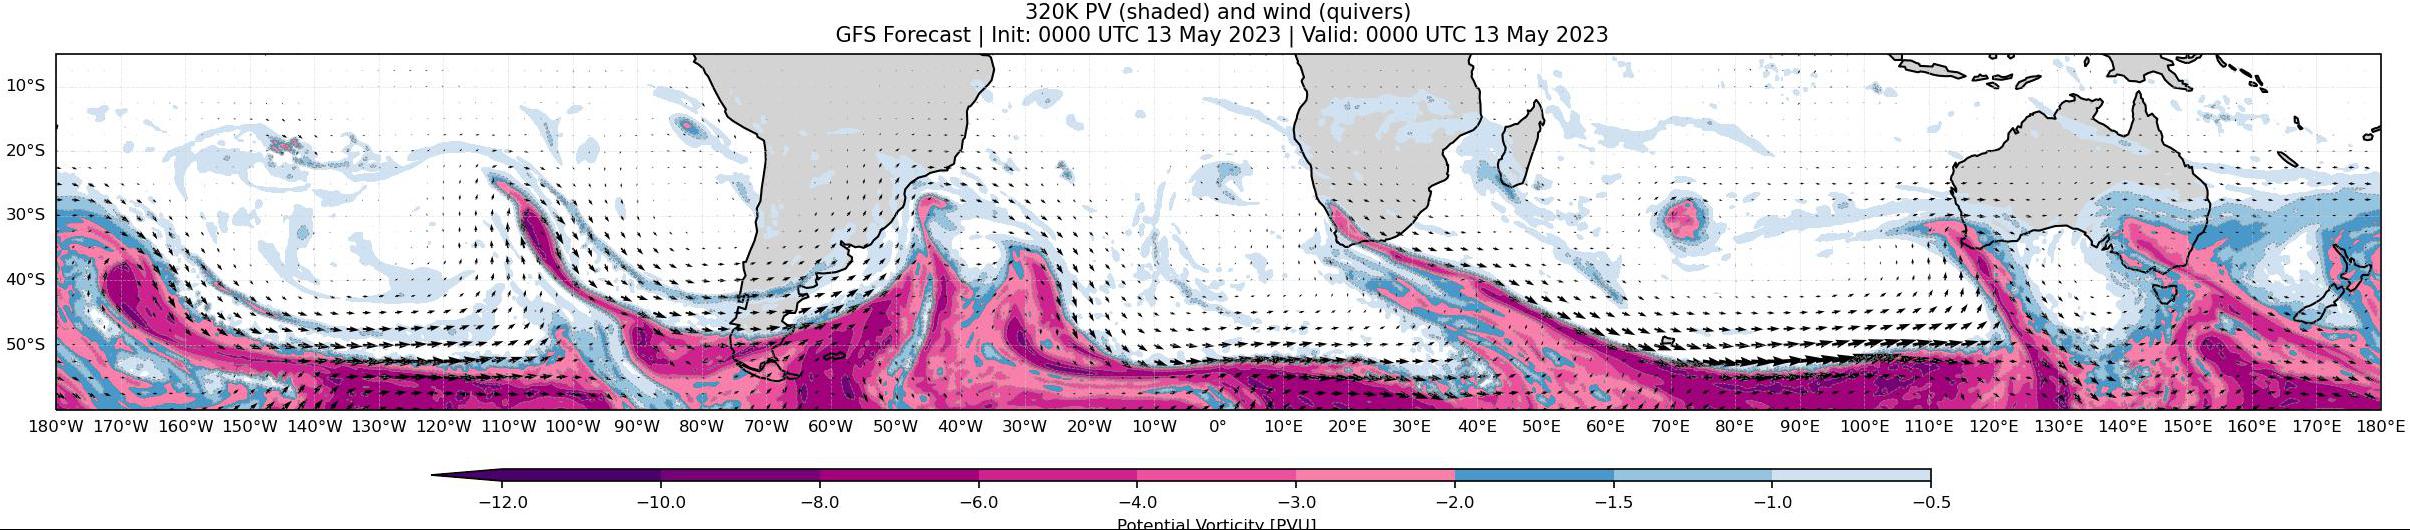 320K PV (shaded) and wind (quivers)
GFS Forecast | Init: 0000 UTC 13 May 2023 | Valid: 0000 UTC 13 May 2023
10°S
20°S
30°S
40°S
50°S
180°W 170°W 160°W 150°W 140°W 130°W 120°W 110°W 100°W 90°W 80°W 70°W 60°W 50°W 40°W 30°W 20°W 10°W 0° 10°E 20°E 30°E 40°E 50°E 60°E 70°E 80°E 90°E 100°E 110°E 120°E 130°E 140°E 150°E 160°E 170°E 180°E
−12.0 −10.0 −8.0 −6.0 −4.0 −3.0 −2.0 −1.5 −1.0 −0.5
Potential Vorticity [PVU]